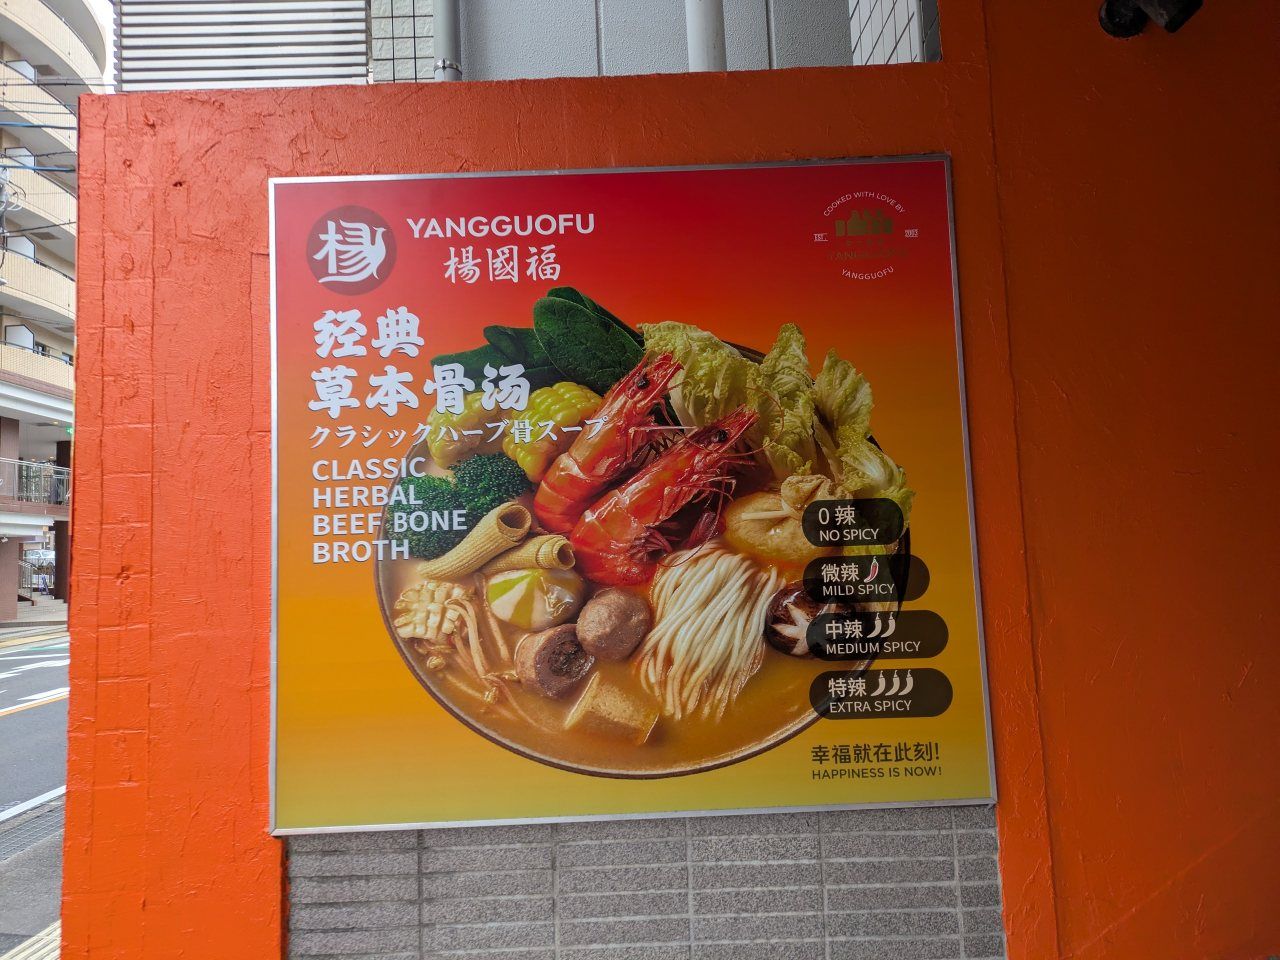 楊
YANGGUOFU
楊國福
COOKED WITH LOVE BY
EST.
2003
YANGGUOFU
YANGGUOFU
经典
草本骨汤
クラシックハーブ骨スープ
CLASSIC
HERBAL
BEEF BONE
BROTH
0 辣
NO SPICY
微辣
MILD SPICY
中辣
MEDIUM SPICY
特辣
EXTRA SPICY
幸福就在此刻!
HAPPINESS IS NOW!